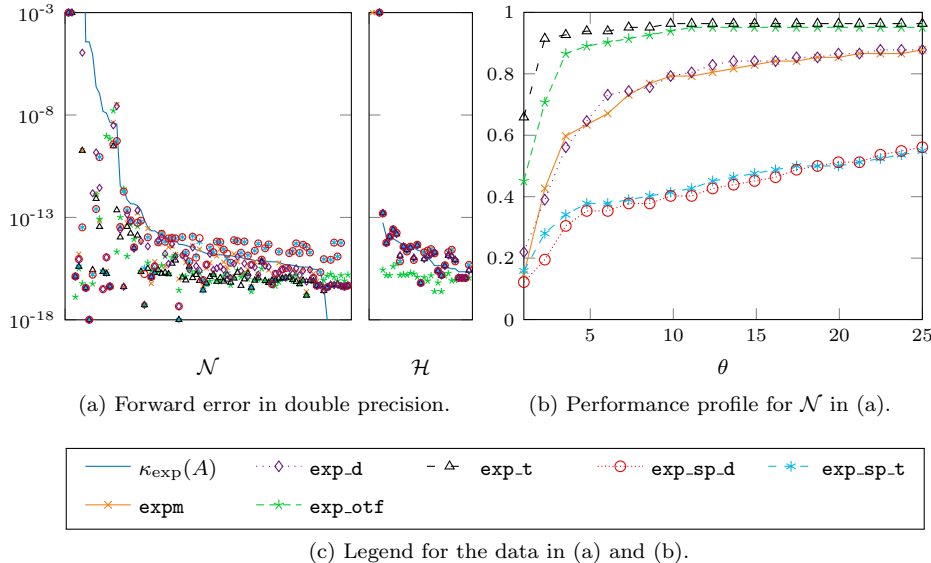 10−3
10−8
10−13
10−18
𝒩
ℋ
(a) Forward error in double precision.
1
0.8
0.6
0.4
0.2
0
5 10 15 20 25
θ
(b) Performance profile for 𝒩 in (a).
κexp(A) exp_d exp_t exp_sp_d exp_sp_t
expm exp_otf
(c) Legend for the data in (a) and (b).